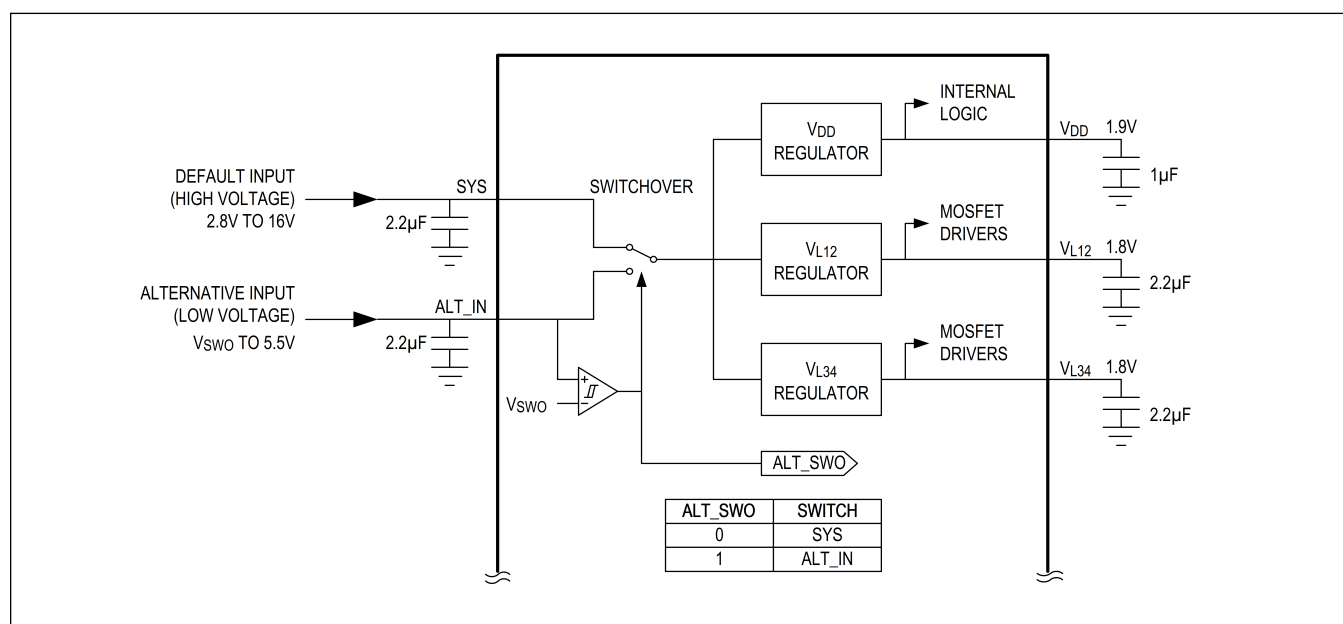 INTERNAL
LOGIC
VDD
REGULATOR
VDD 1.9V
1µF
DEFAULT INPUT
(HIGH VOLTAGE)
2.8V TO 16V
SYS
2.2µF
SWITCHOVER
MOSFET
DRIVERS
VL12
REGULATOR
VL12 1.8V
2.2µF
ALTERNATIVE INPUT
(LOW VOLTAGE)
VSWO TO 5.5V
ALT_IN
2.2µF
MOSFET
DRIVERS
VL34
REGULATOR
VL34 1.8V
2.2µF
+
–
VSWO
ALT_SWO
ALT_SWO SWITCH
0 SYS
1 ALT_IN